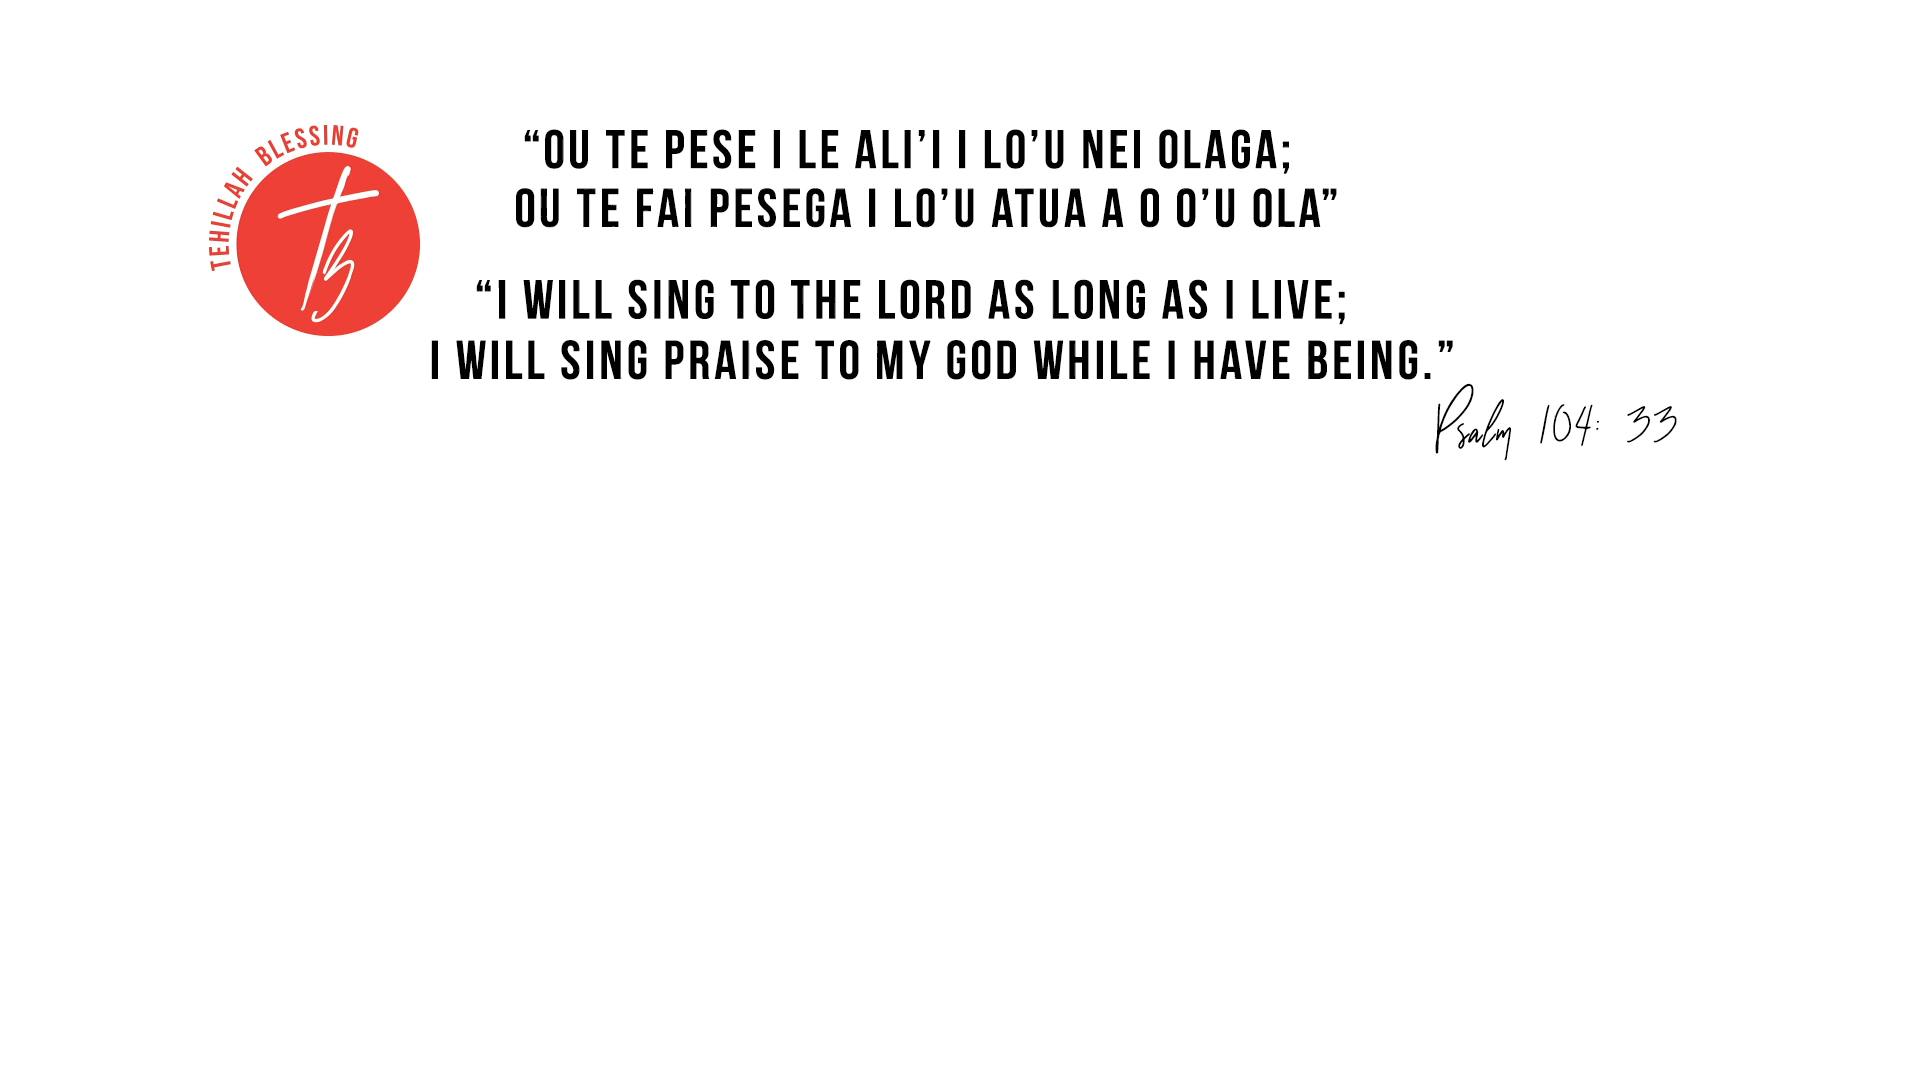 TEHILLAH BLESSING
tB
“OU TE PESE I LE ALI’I I LO’U NEI OLAGA;
OU TE FAI PESEGA I LO’U ATUA A O O’U OLA”
“I WILL SING TO THE LORD AS LONG AS I LIVE;
I WILL SING PRAISE TO MY GOD WHILE I HAVE BEING.”
Psalm 104: 33